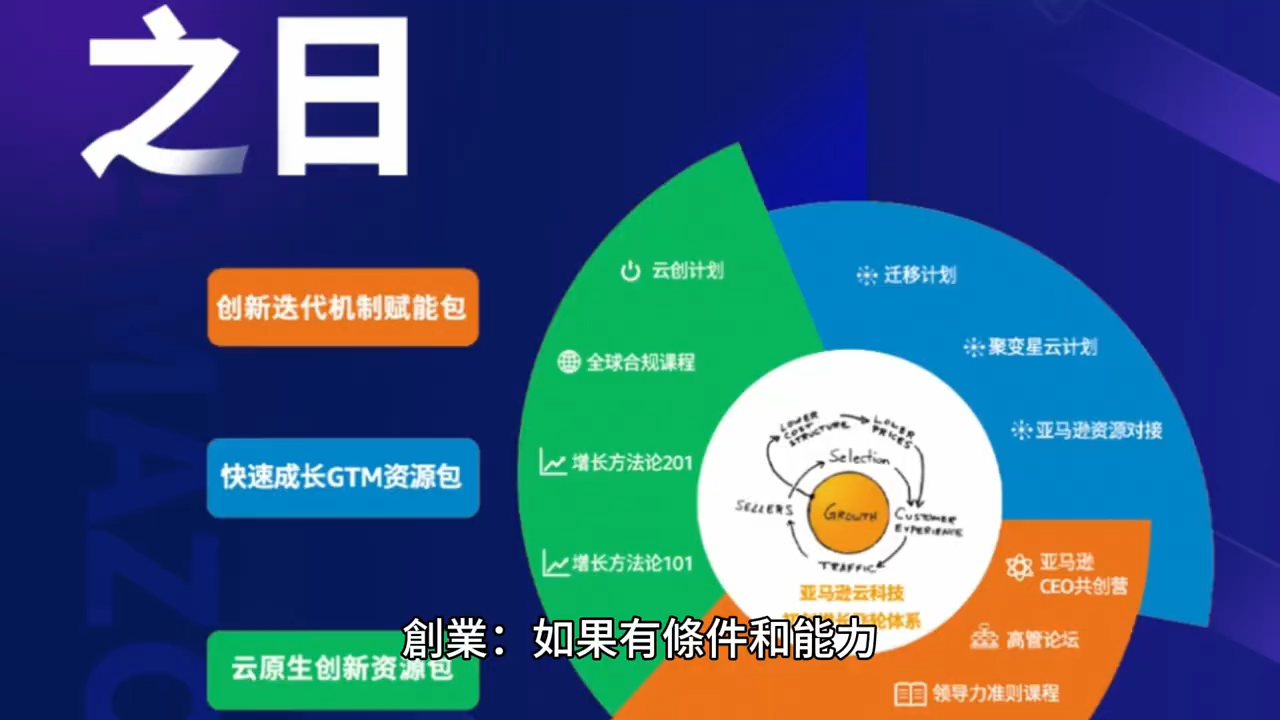 之日
创新迭代机制赋能包
快速成长GTM资源包
云原生创新资源包
云创计划
全球合规课程
增长方法论201
增长方法论101
迁移计划
聚变星云计划
亚马逊资源对接
亚马逊
CEO共创营
高管论坛
领导力准则课程
LOWER
COST
STRUCTURE
LOWER
PRICES
Selection
SELLERS
GROWTH
CUSTOMER
EXPERIENCE
TRAFFIC
亚马逊云科技
創業：如果有條件和能力